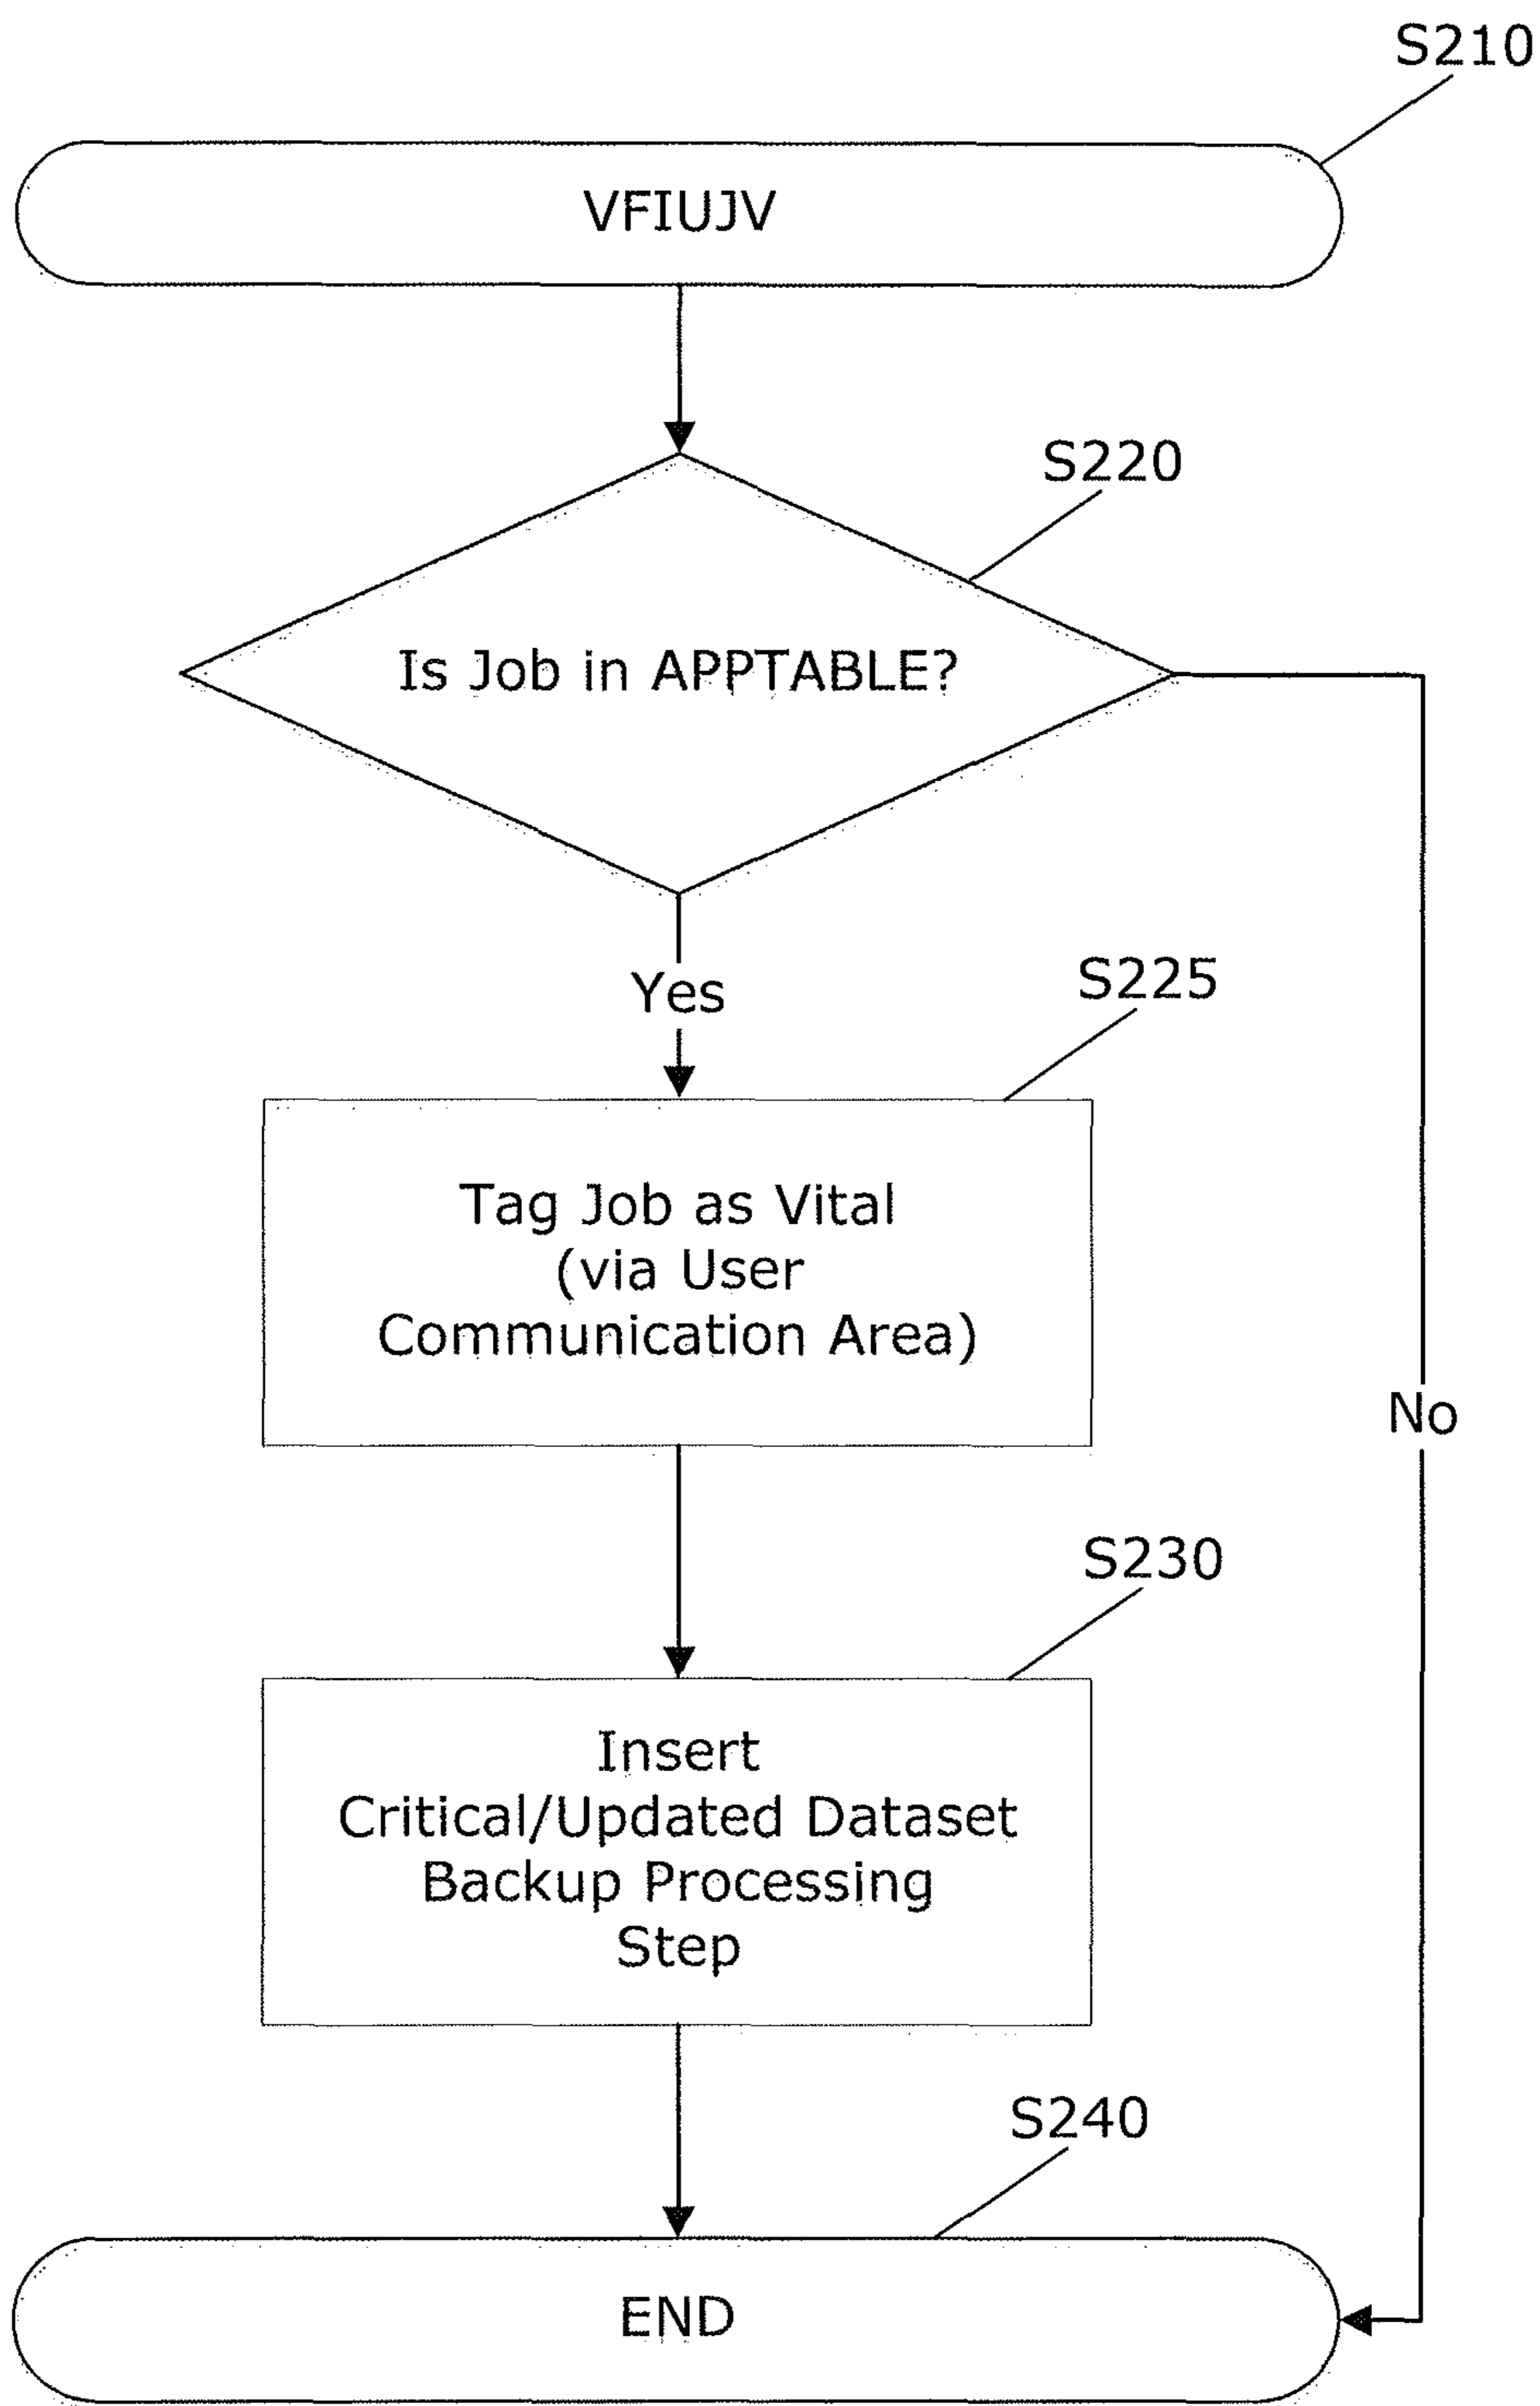 S210
VFIUJV
S220
Is Job in APPTABLE?
Yes
S225
Tag Job as Vital
(via User
Communication Area)
No
S230
Insert
Critical/Updated Dataset
Backup Processing
Step
S240
END